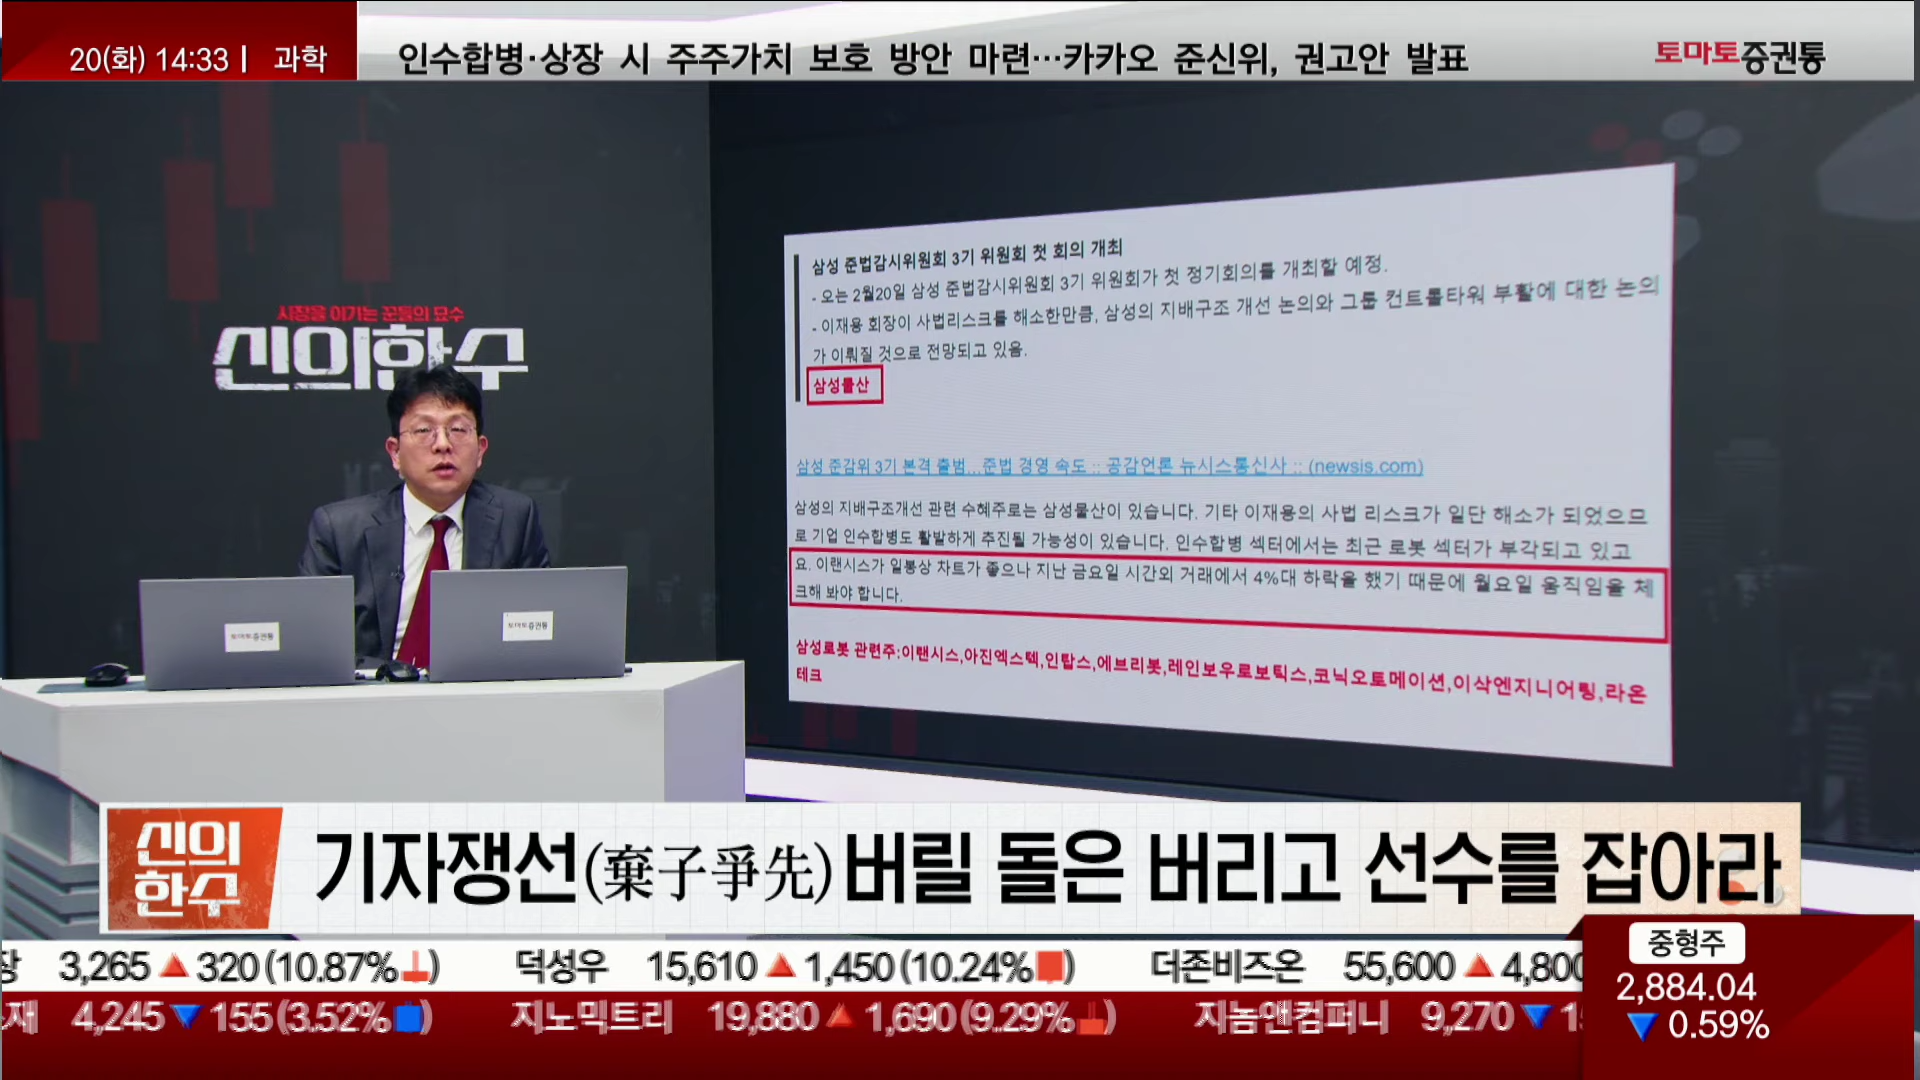 20(화) 14:33 | 과학
인수합병·상장 시 주주가치 보호 방안 마련…카카오 준신위, 권고안 발표
토마토증권통
시장을 이기는 꾼들의 묘수
신의한수
삼성 준법감시위원회 3기 위원회 첫 회의 개최
- 오는 2월20일 삼성 준법감시위원회 3기 위원회가 첫 정기회의를 개최할 예정.
- 이재용 회장이 사법리스크를 해소한만큼, 삼성의 지배구조 개선 논의와 그룹 컨트롤타워 부활에 대한 논의
가 이뤄질 것으로 전망되고 있음.
삼성물산
삼성 준감위 3기 본격 출범…준법 경영 속도 :: 공감언론 뉴시스통신사 :: (newsis.com)
삼성의 지배구조개선 관련 수혜주로는 삼성물산이 있습니다. 기타 이재용의 사법 리스크가 일단 해소가 되었으므
로 기업 인수합병도 활발하게 추진될 가능성이 있습니다. 인수합병 섹터에서는 최근 로봇 섹터가 부각되고 있고
요. 이랜시스가 일봉상 차트가 좋으나 지난 금요일 시간외 거래에서 4%대 하락을 했기 때문에 월요일 움직임을 체
크해 봐야 합니다.
삼성로봇 관련주:이랜시스,아진엑스텍,인탑스,에브리봇,레인보우로보틱스,코닉오토메이션,이삭엔지니어링,라온
테크
토마토증권통
토마토증권통
신의
한수
기자쟁선(棄子爭先) 버릴 돌은 버리고 선수를 잡아라
장 3,265 ▲ 320 (10.87%) 덕성우 15,610 ▲ 1,450 (10.24%) 더존비즈온 55,600 ▲ 4,800
소재 4,245 ▼ 155 (3.52%) 지노믹트리 19,880 ▲ 1,690 (9.29%) 지놈앤컴퍼니 9,270 ▼
중형주
2,884.04
▼ 0.59%